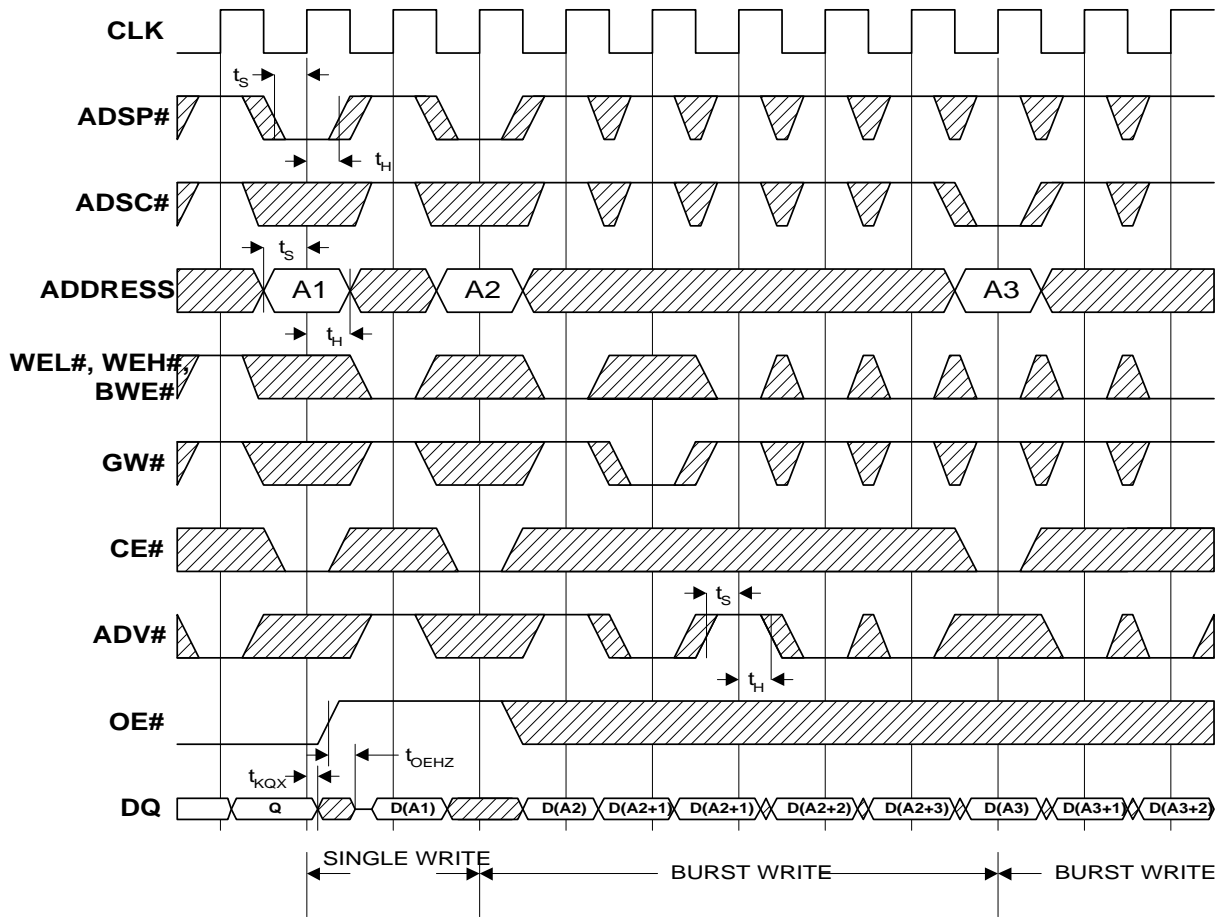 CLK
tS
ADSP#
tH
ADSC#
tS
ADDRESS A1 A2 A3
tH
WEL#, WEH#,
BWE#
GW#
CE#
tS
ADV#
tH
OE#
tOEHZ
tKQX
DQ Q D(A1) D(A2) D(A2+1) D(A2+1) D(A2+2) D(A2+3) D(A3) D(A3+1) D(A3+2)
SINGLE WRITE BURST WRITE BURST WRITE